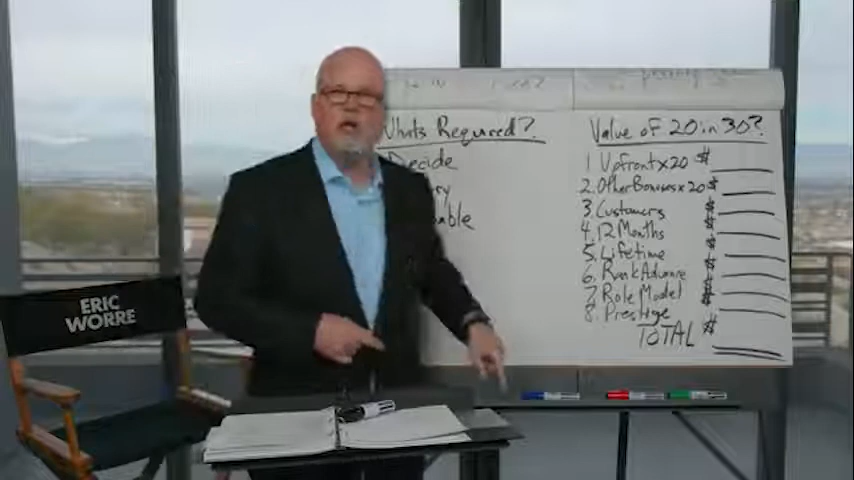 ERIC
WORRE
Whats Required?
Decide
Value of 20 in 30?
1 Upfront x 20 $
2. Other Bonuses x 20 $
3. Customers $
4. 12 Months $
5. Lifetime $
6. Rank Advance $
7 Role Model $
8. Prestige
TOTAL $